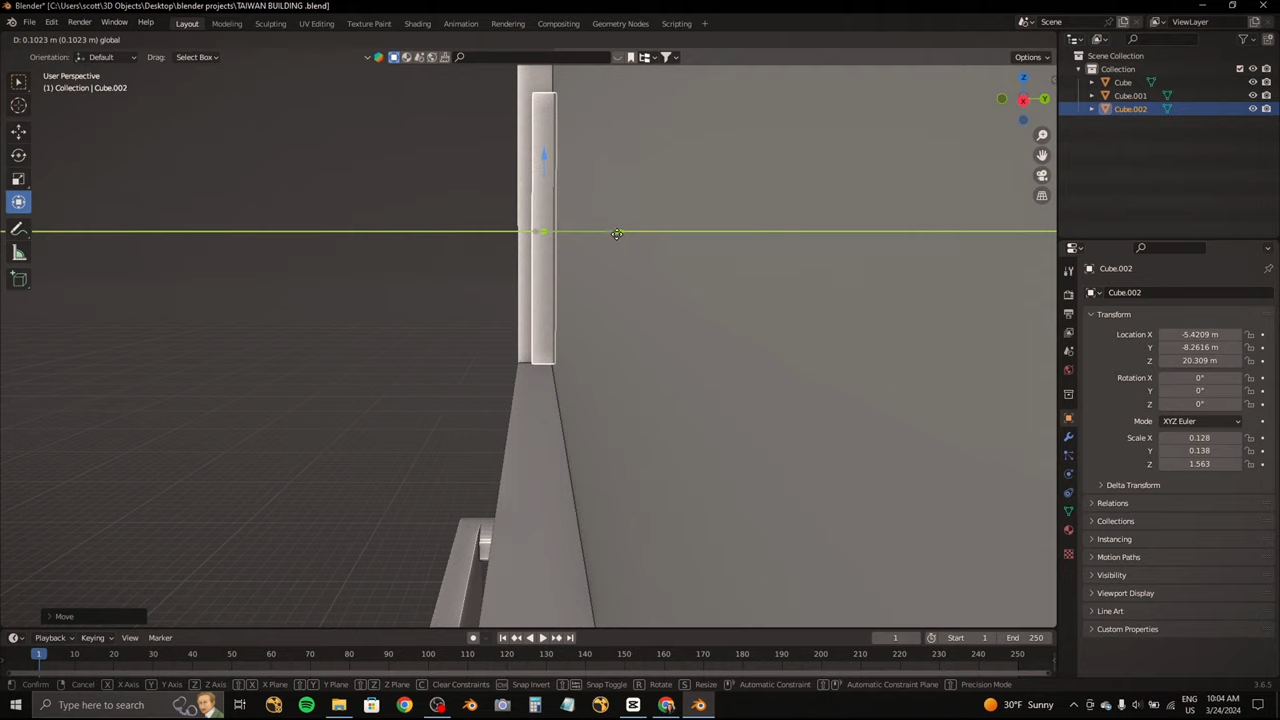 Blender* [C:\Users\scott\3D Objects\Desktop\blender projects\TAIWAN BUILDING .blend]
File Edit Render Window Help Layout Modeling Sculpting UV Editing Texture Paint Shading Animation Rendering Compositing Geometry Nodes Scripting + Scene ViewLayer
D: 0.1023 m (0.1023 m) global
Orientation: Default Drag: Select Box Options
User Perspective
(1) Collection | Cube.002
Z
X
Y
Scene Collection
Collection
Cube
Cube.001
Cube.002
Cube.002
Cube.002
Transform
Location X -5.4209 m
Y -8.2616 m
Z 20.309 m
Rotation X 0°
Y 0°
Z 0°
Mode XYZ Euler
Scale X 0.128
Y 0.138
Z 1.563
Delta Transform
Relations
Collections
Instancing
Motion Paths
Visibility
Viewport Display
Line Art
Custom Properties
Move
Playback Keying View Marker 1 Start 1 End 250
1 10 20 30 40 50 60 70 80 90 100 110 120 130 140 150 160 170 180 190 200 210 220 230 240 250
Confirm Cancel X X Axis Y Y Axis Z Z Axis X X Plane Y Y Plane Z Z Plane C Clear Constraints Snap Invert Snap Toggle R Rotate S Resize Automatic Constraint Automatic Constraint Plane Precision Mode 3.6.5
Type here to search 30°F Sunny ENG US 10:04 AM 3/24/2024